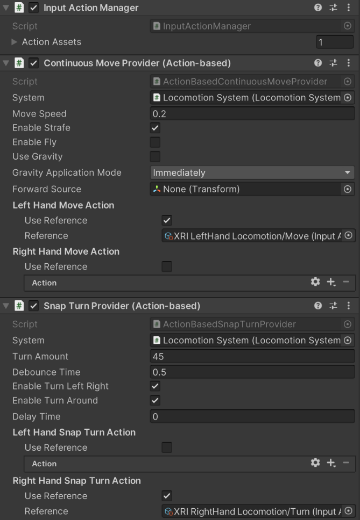 Input Action Manager
Script InputActionManager
Action Assets 1
Continuous Move Provider (Action-based)
Script ActionBasedContinuousMoveProvider
System Locomotion System (Locomotion System
Move Speed 0.2
Enable Strafe
Enable Fly
Use Gravity
Gravity Application Mode Immediately
Forward Source None (Transform)
Left Hand Move Action
Use Reference
Reference XRI LeftHand Locomotion/Move (Input A
Right Hand Move Action
Use Reference
Action
Snap Turn Provider (Action-based)
Script ActionBasedSnapTurnProvider
System Locomotion System (Locomotion System
Turn Amount 45
Debounce Time 0.5
Enable Turn Left Right
Enable Turn Around
Delay Time 0
Left Hand Snap Turn Action
Use Reference
Action
Right Hand Snap Turn Action
Use Reference
Reference XRI RightHand Locomotion/Turn (Input A